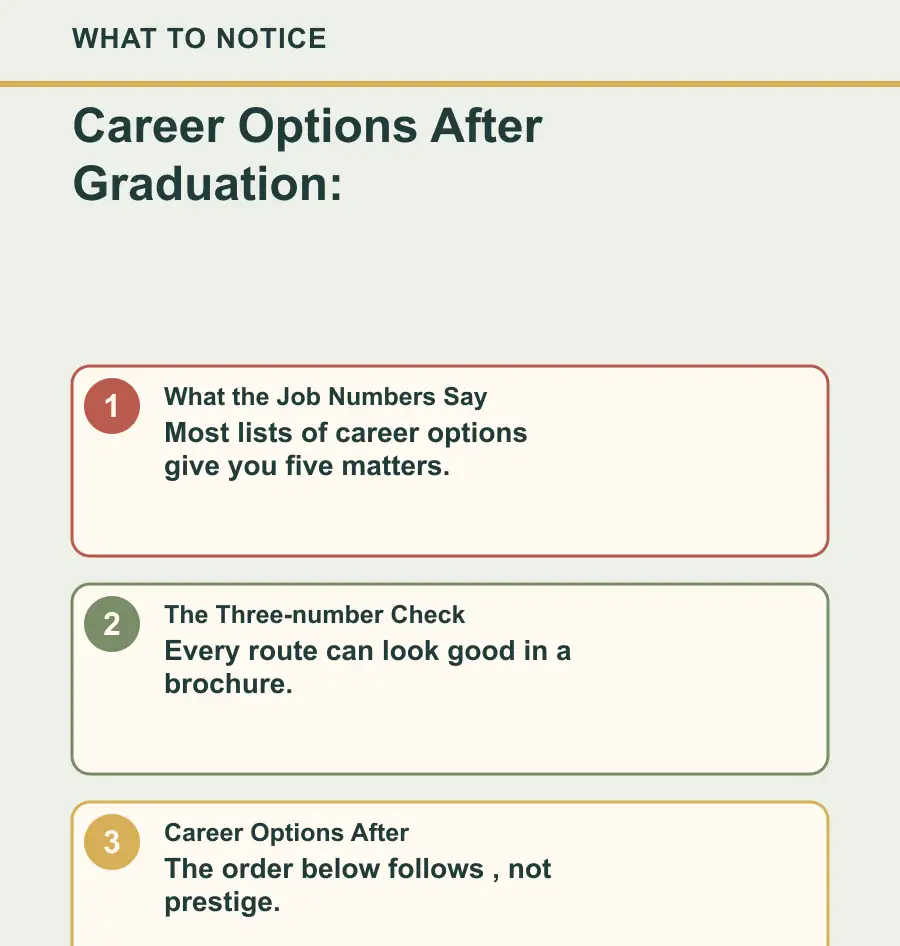 WHAT TO NOTICE
Career Options After
Graduation:
1
What the Job Numbers Say
Most lists of career options
give you five matters.
2
The Three-number Check
Every route can look good in a
brochure.
3
Career Options After
The order below follows , not
prestige.